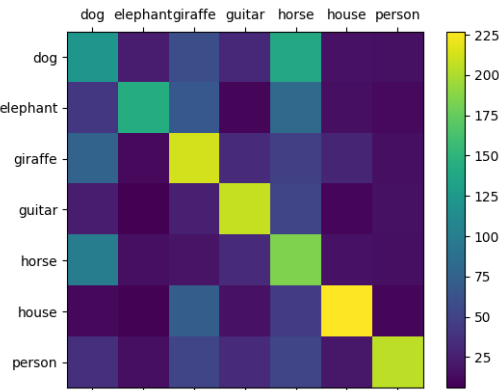 dog elephant giraffe guitar horse house person
dog
elephant
giraffe
guitar
horse
house
person
225
200
175
150
125
100
75
50
25